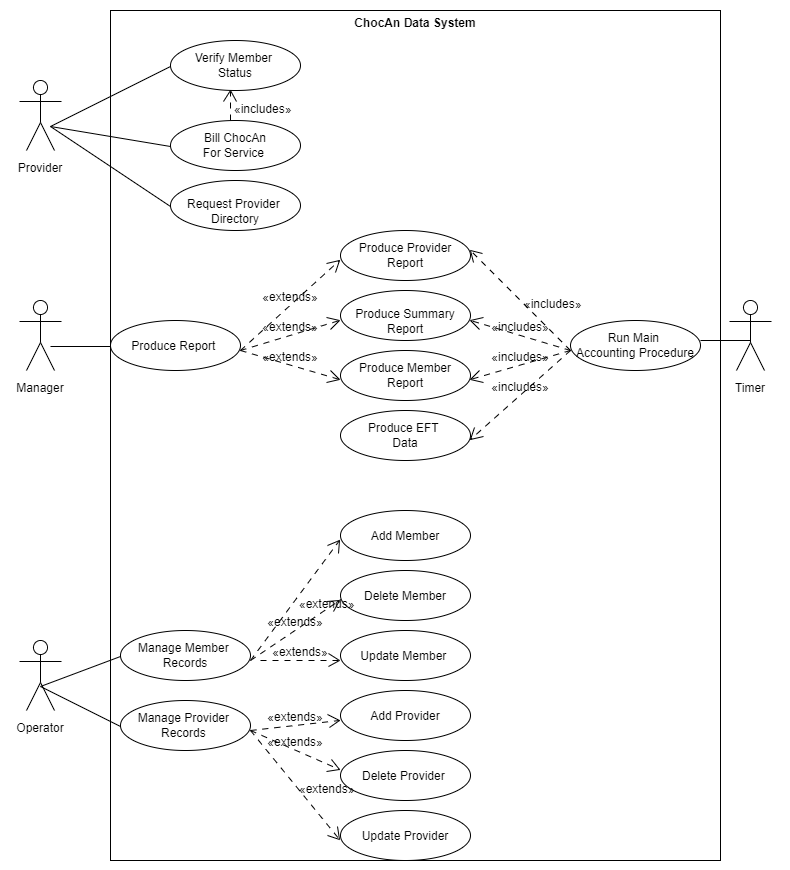 ChocAn Data System
Verify Member
Status
«includes»
Bill ChocAn
For Service
Provider
Request Provider
Directory
Produce Provider
Report
«extends»
«includes»
Produce Summary
Report
«extends»
«includes»
Produce Report
Run Main
Accounting Procedure
«extends»
«includes»
Produce Member
Report
Manager
Timer
«includes»
Produce EFT
Data
Add Member
Delete Member
«extends»
«extends»
Manage Member
Records
«extends»
Update Member
Operator
Manage Provider
Records
«extends»
Add Provider
«extends»
Delete Provider
«extends»
Update Provider